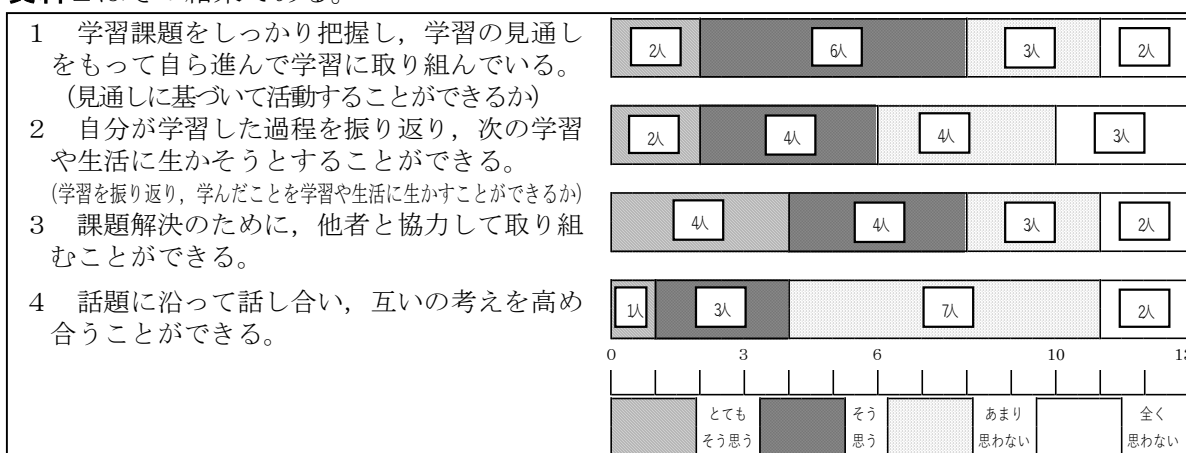 1　学習課題をしっかり把握し，学習の見通し
をもって自ら進んで学習に取り組んでいる。
(見通しに基づいて活動することができるか)
2人 6人 3人 2人
2　自分が学習した過程を振り返り，次の学習
や生活に生かそうとすることができる。
(学習を振り返り，学んだことを学習や生活に生かすことができるか)
2人 4人 4人 3人
3　課題解決のために，他者と協力して取り組
むことができる。
4人 4人 3人 2人
4　話題に沿って話し合い，互いの考えを高め
合うことができる。
1人 3人 7人 2人
0 3 6 10
とても
そう思う
そう
思う
あまり
思わない
全く
思わない